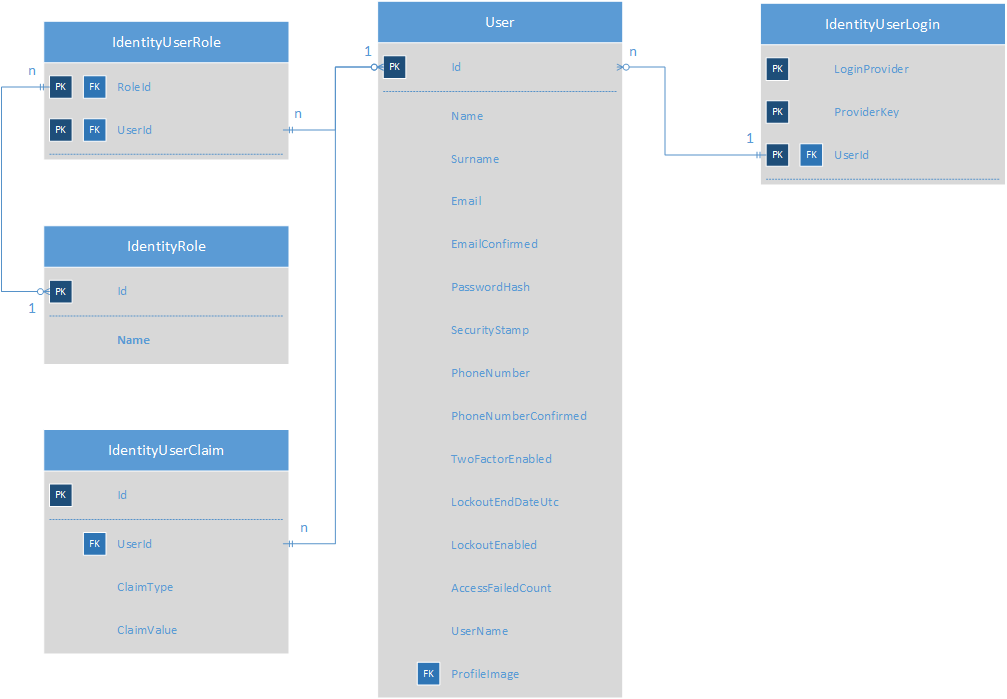 IdentityUserRole
n
PK FK RoleId
PK FK UserId
n
IdentityRole
PK Id
1
Name
IdentityUserClaim
PK Id
n
FK UserId
ClaimType
ClaimValue
User
1
PK Id
n
Name
Surname
Email
EmailConfirmed
PasswordHash
SecurityStamp
PhoneNumber
PhoneNumberConfirmed
TwoFactorEnabled
LockoutEndDateUtc
LockoutEnabled
AccessFailedCount
UserName
FK ProfileImage
IdentityUserLogin
PK LoginProvider
PK ProviderKey
1
PK FK UserId